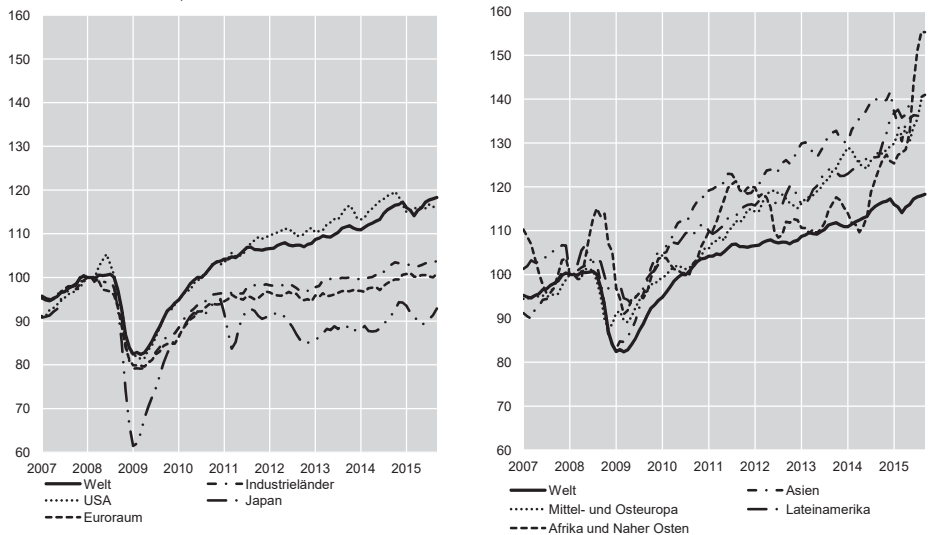 160
150
140
130
120
110
100
90
80
70
60
2007 2008 2009 2010 2011 2012 2013 2014 2015
Welt
Industrieländer
USA
Japan
Euroraum
160
150
140
130
120
110
100
90
80
70
60
2007 2008 2009 2010 2011 2012 2013 2014 2015
Welt
Asien
Mittel- und Osteuropa
Lateinamerika
Afrika und Naher Osten